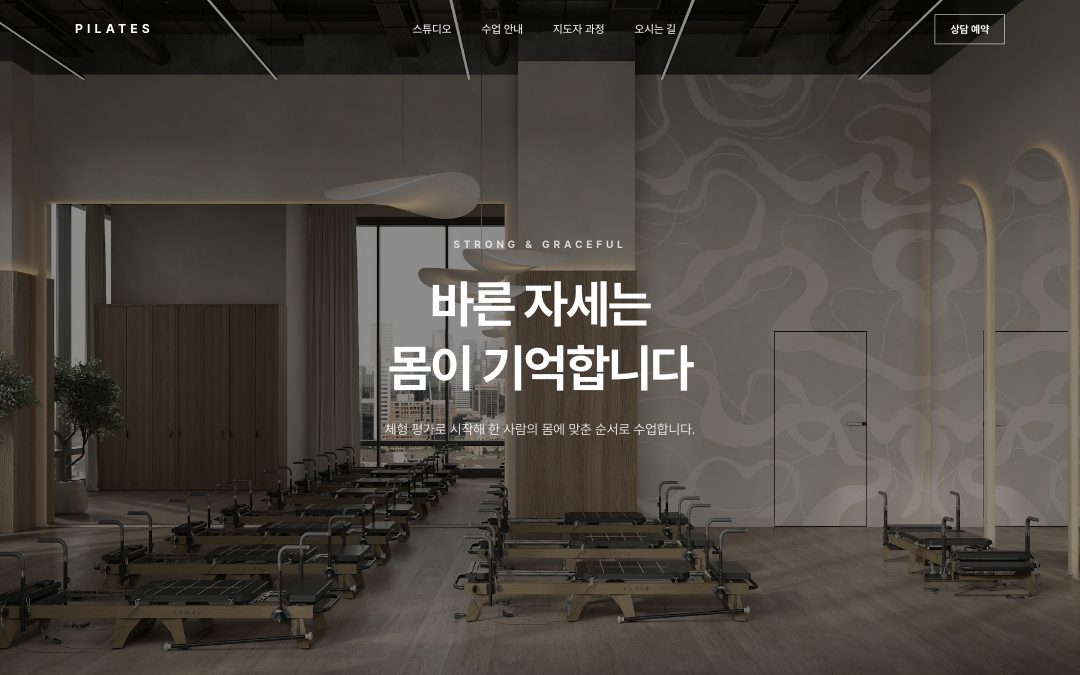 PILATES
스튜디오 수업 안내 지도자 과정 오시는 길
상담 예약
STRONG & GRACEFUL
바른 자세는
몸이 기억합니다
체형 평가로 시작해 한 사람의 몸에 맞춘 순서로 수업합니다.